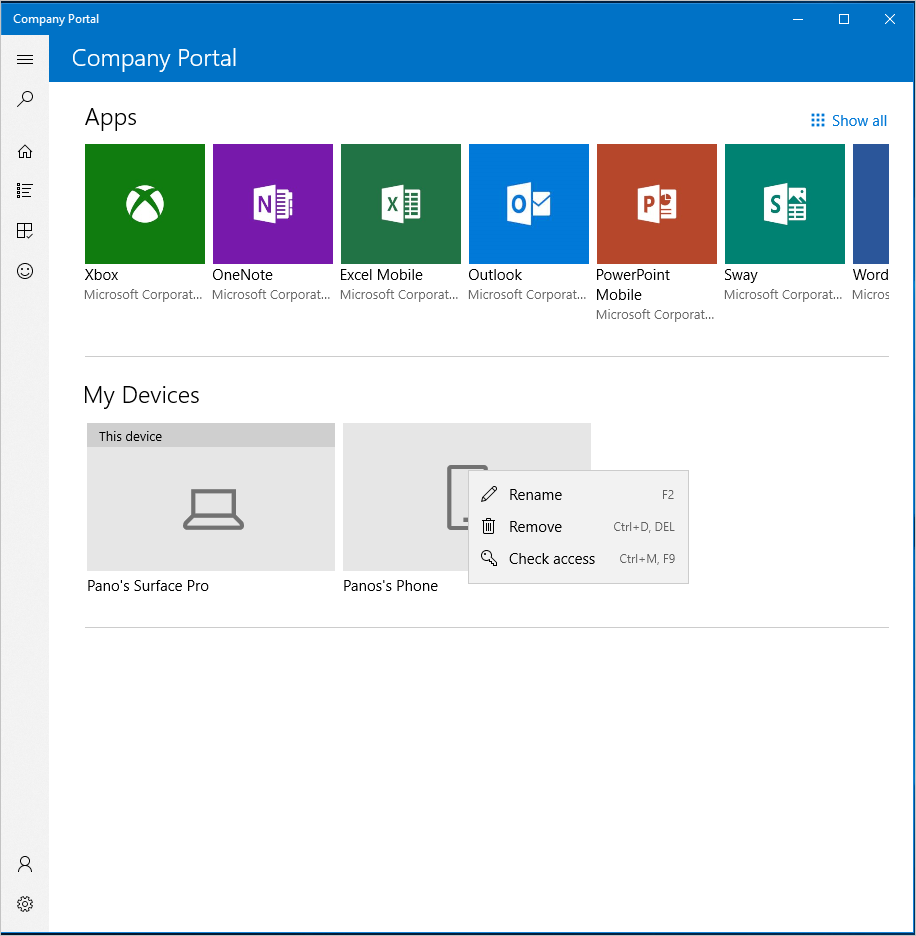 Company Portal
Company Portal
Apps
Show all
N
X
O
P
S
Xbox
OneNote
Excel Mobile
Outlook
PowerPoint
Mobile
Sway
Word
Microsoft Corporat...
Microsoft Corporat...
Microsoft Corporat...
Microsoft Corporat...
Microsoft Corporat...
Microsoft Corporat...
Micros
My Devices
This device
Rename F2
Remove Ctrl+D, DEL
Check access Ctrl+M, F9
Pano's Surface Pro
Panos's Phone